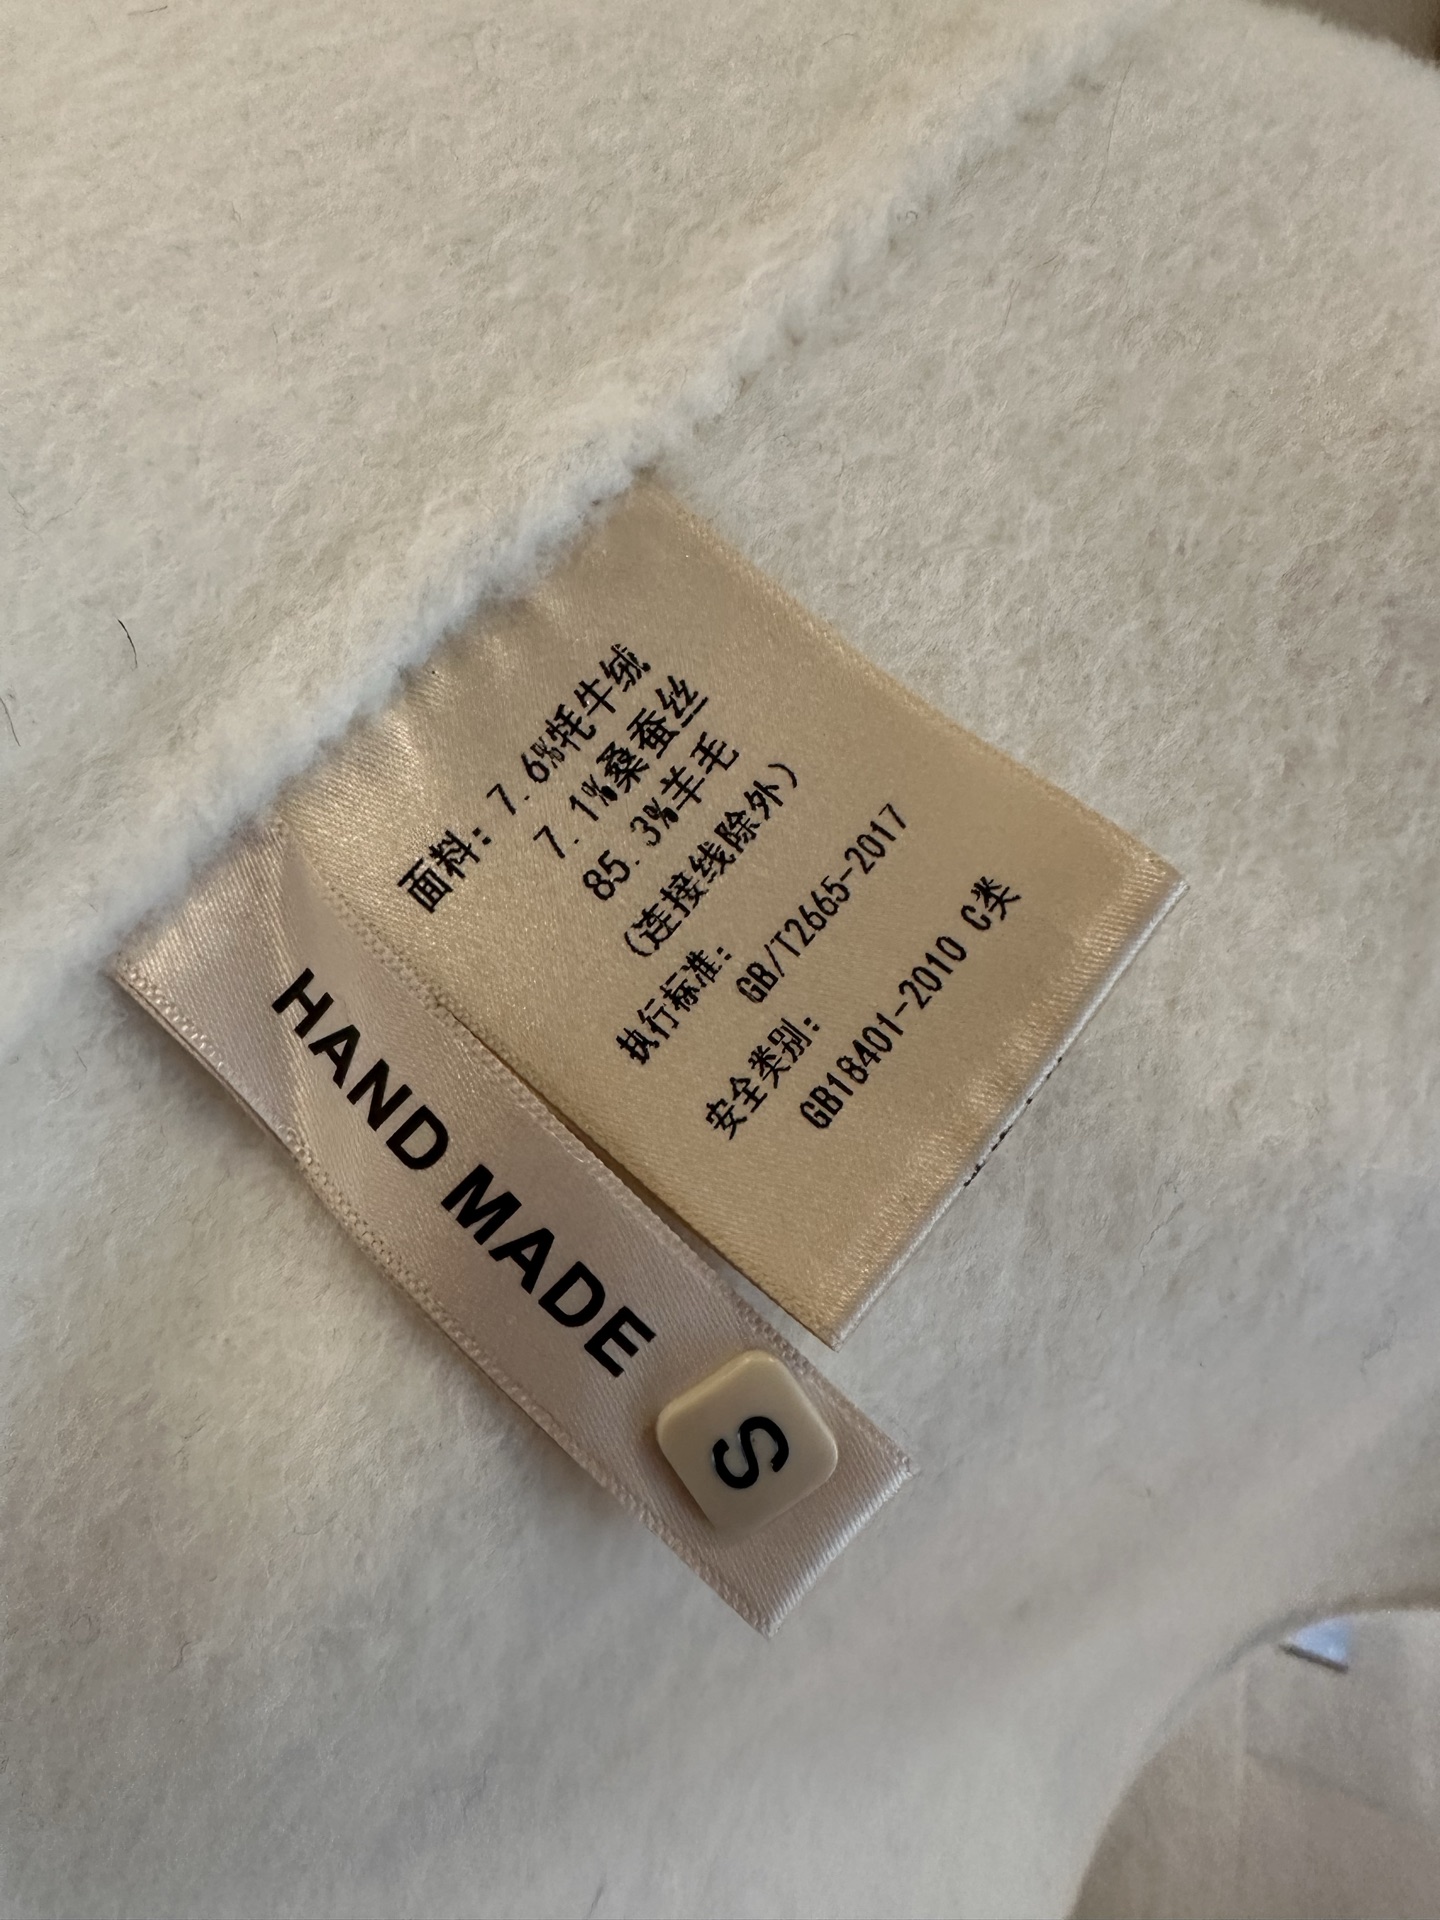 面料: 7.6%牦牛绒
7.1%桑蚕丝
85.3%羊毛
(连接线除外)
执行标准:
GB/T2665-2017
安全类别:
GB18401-2010 C类
HAND MADE
S